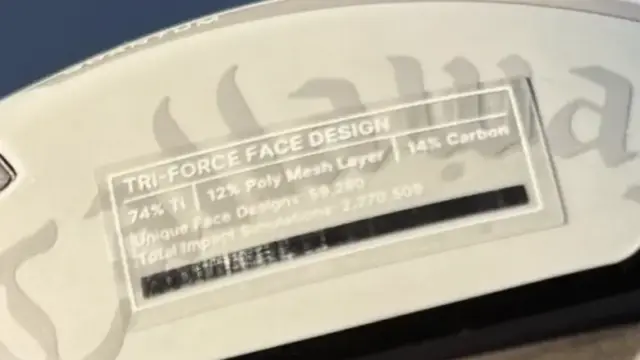 TRI-FORCE FACE DESIGN
74% Ti | 12% Poly Mesh Layer | 14% Carbon
Unique Face Designs: 59,280
Total Impact Simulations: 2,770,509